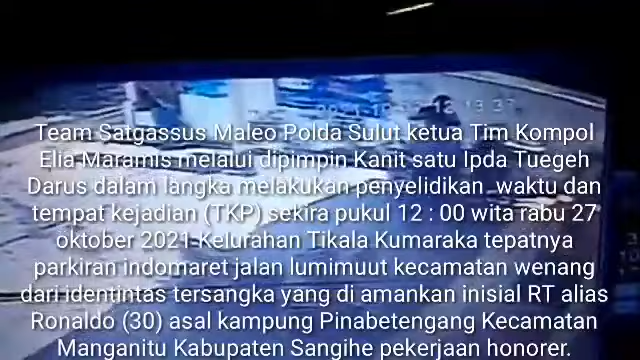 Team Satgassus Maleo Polda Sulut ketua Tim Kompol
Elia Maramis melalui dipimpin Kanit satu Ipda Tuegeh
Darus dalam langka melakukan penyelidikan waktu dan
tempat kejadian (TKP) sekira pukul 12 : 00 wita rabu 27
oktober 2021 Kelurahan Tikala Kumaraka tepatnya
parkiran indomaret jalan lumimuut kecamatan wenang
dari identintas tersangka yang di amankan inisial RT alias
Ronaldo (30) asal kampung Pinabetengang Kecamatan
Manganitu Kabupaten Sangihe pekerjaan honorer.